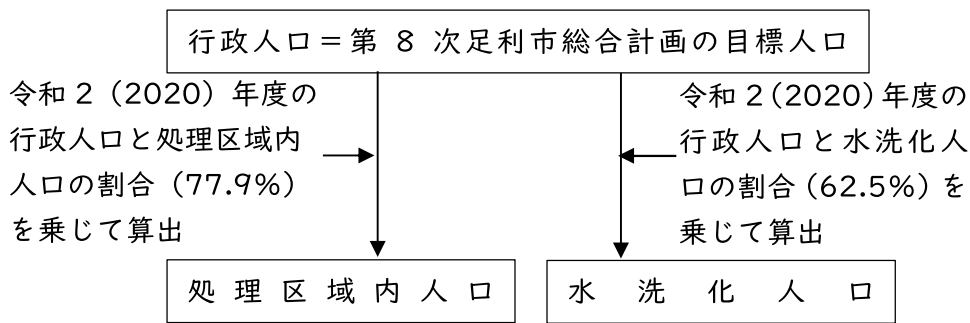 行政人口＝第 8 次足利市総合計画の目標人口
令和 2（2020）年度の
行政人口と処理区域内
人口の割合（77.9%）
を乗じて算出
令和 2（2020）年度の
行政人口と水洗化人
口の割合（62.5%）を
乗じて算出
処理区域内人口
水洗化人口